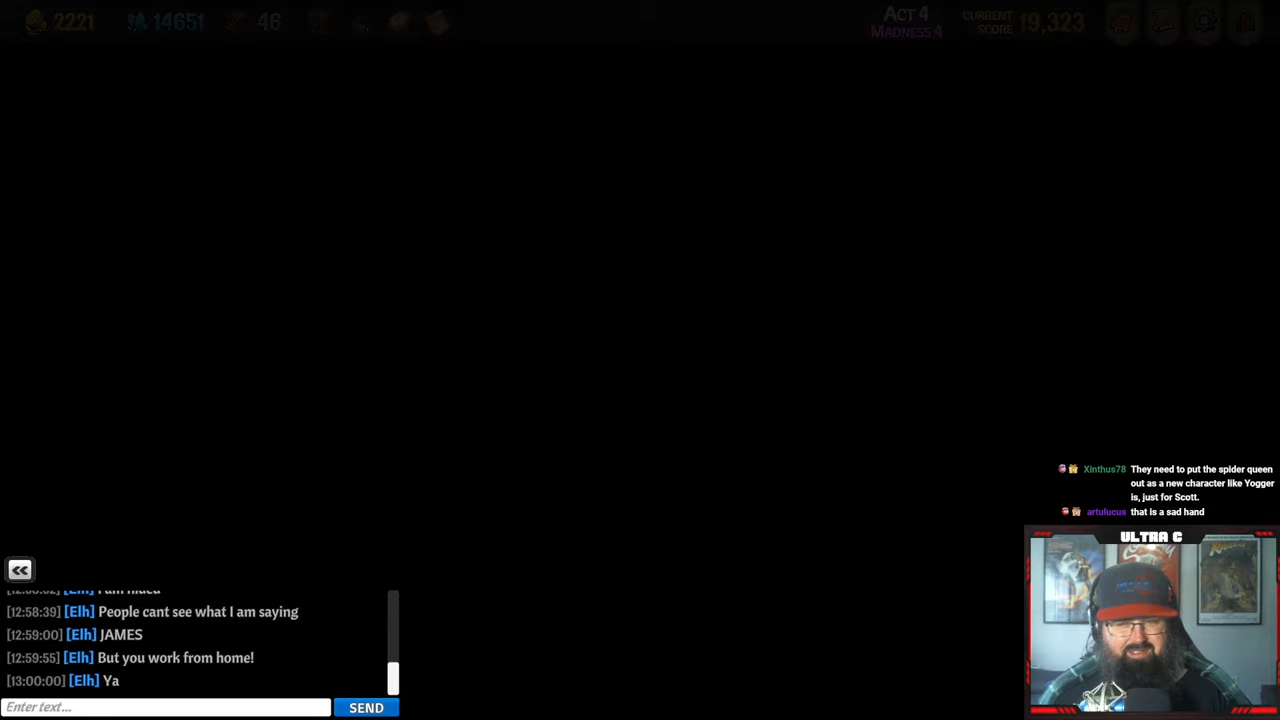 2221 14651 46
ACT 4
MADNESS 4
CURRENT
SCORE 19,323
Xinthus78 They need to put the spider queen
out as a new character like Yogger
is, just for Scott.
artulucus that is a sad hand
ULTRA C
[12:58:39] [Elh] People cant see what I am saying
[12:59:00] [Elh] JAMES
[12:59:55] [Elh] But you work from home!
[13:00:00] [Elh] Ya
Enter text...
SEND